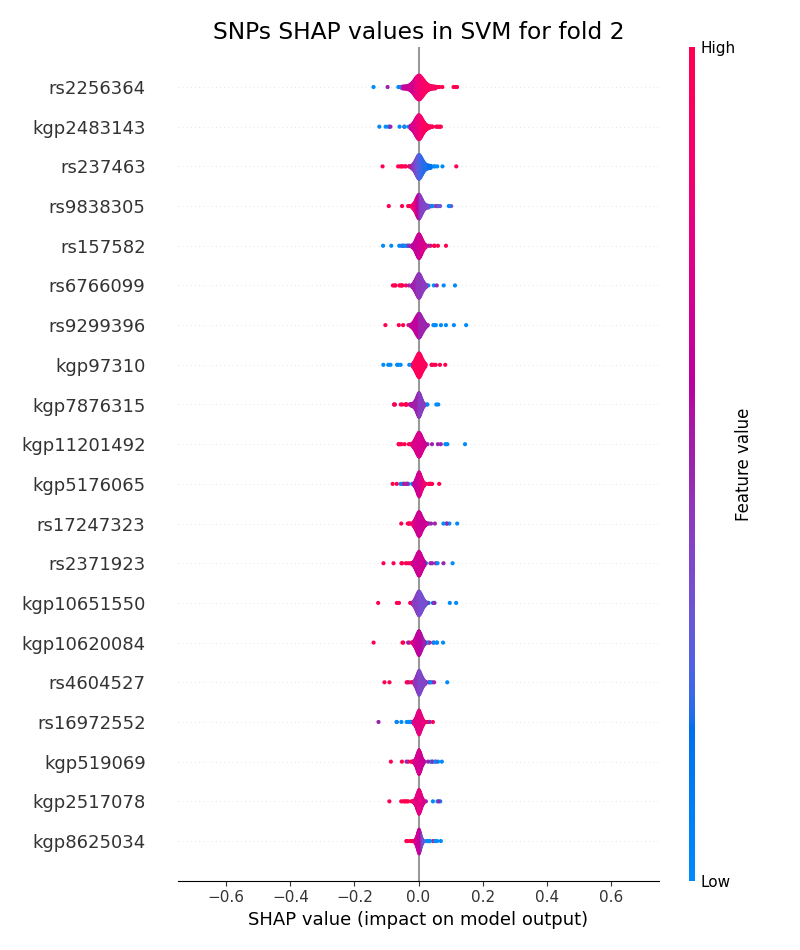 SNPs SHAP values in SVM for fold 2
High
rs2256364
kgp2483143
rs237463
rs9838305
rs157582
rs6766099
rs9299396
kgp97310
kgp7876315
kgp11201492
kgp5176065
rs17247323
rs2371923
kgp10651550
kgp10620084
rs4604527
rs16972552
kgp519069
kgp2517078
kgp8625034
Feature value
Low
−0.6 −0.4 −0.2 0.0 0.2 0.4 0.6
SHAP value (impact on model output)